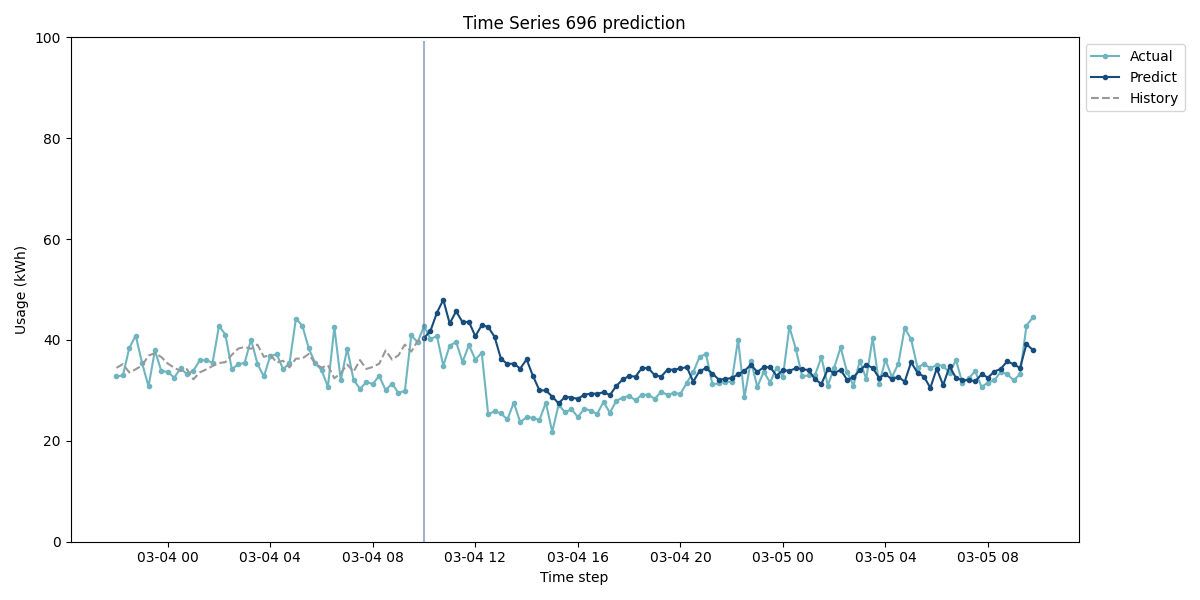 Time Series 696 prediction
100
80
60
40
20
0
Usage (kWh)
03-04 00 03-04 04 03-04 08 03-04 12 03-04 16 03-04 20 03-05 00 03-05 04 03-05 08
Time step
Actual
Predict
History